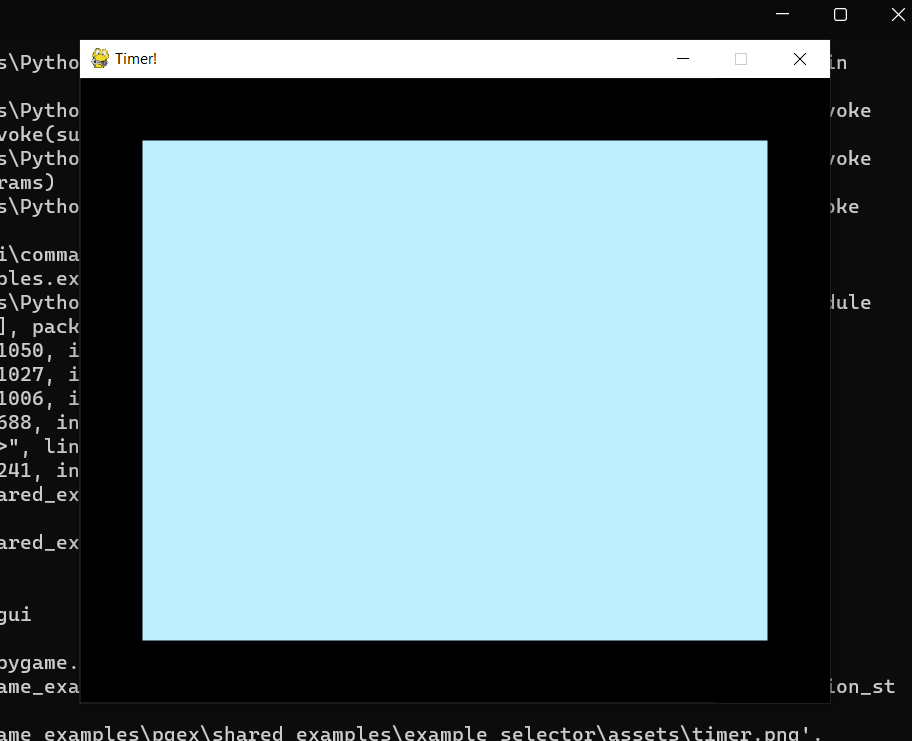 Timer!
s\Pytho in
s\Pytho voke
voke(su
s\Pytho voke
rams)
s\Pytho oke
i\comma
ples.ex
s\Pytho dule
], pack
1050, i
1027, i
1006, i
688, in
>", lin
241, in
ared_ex
ared_ex
gui
pygame.
ame_exa ion_st
ame_examples\pgex\shared_examples\example_selector\assets\timer.png'.